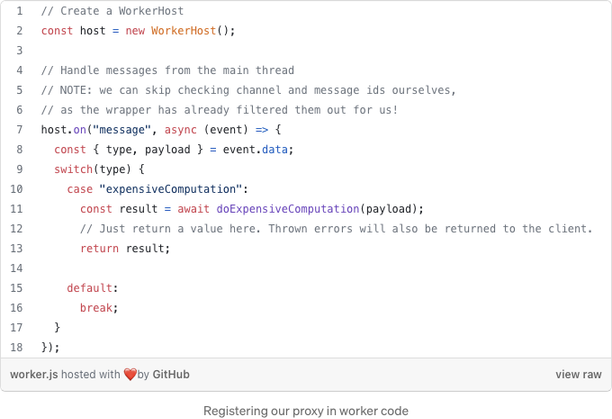 1 // Create a WorkerHost
2 const host = new WorkerHost();
3
4 // Handle messages from the main thread
5 // NOTE: we can skip checking channel and message ids ourselves,
6 // as the wrapper has already filtered them out for us!
7 host.on("message", async (event) => {
8   const { type, payload } = event.data;
9   switch(type) {
10     case "expensiveComputation":
11       const result = await doExpensiveComputation(payload);
12       // Just return a value here. Thrown errors will also be returned to the client.
13       return result;
14
15     default:
16       break;
17   }
18 });
worker.js hosted with ❤️by GitHub view raw
Registering our proxy in worker code